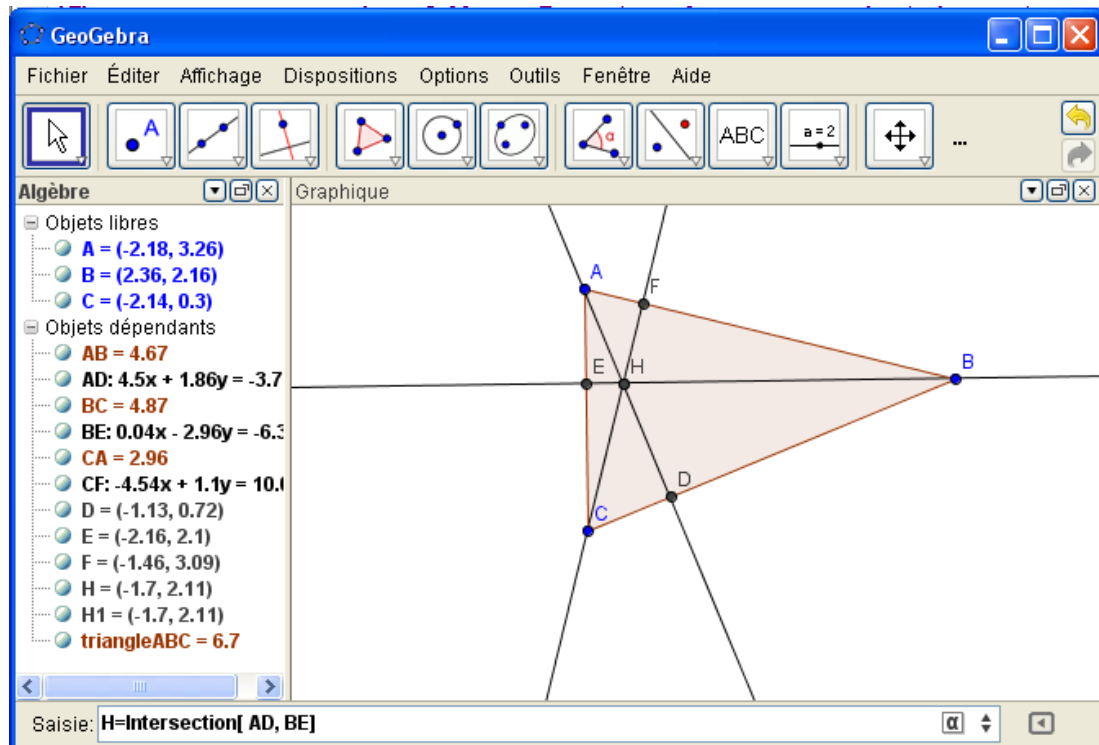 GeoGebra
Fichier Éditer Affichage Dispositions Options Outils Fenêtre Aide
A α ABC a = 2 ...
Algèbre
Graphique
Objets libres
A = (-2.18, 3.26)
B = (2.36, 2.16)
C = (-2.14, 0.3)
Objets dépendants
AB = 4.67
AD: 4.5x + 1.86y = -3.7
BC = 4.87
BE: 0.04x - 2.96y = -6.3
CA = 2.96
CF: -4.54x + 1.1y = 10.0
D = (-1.13, 0.72)
E = (-2.16, 2.1)
F = (-1.46, 3.09)
H = (-1.7, 2.11)
H1 = (-1.7, 2.11)
triangleABC = 6.7
A
F
E H B
D
C
Saisie: H=Intersection[ AD, BE] α